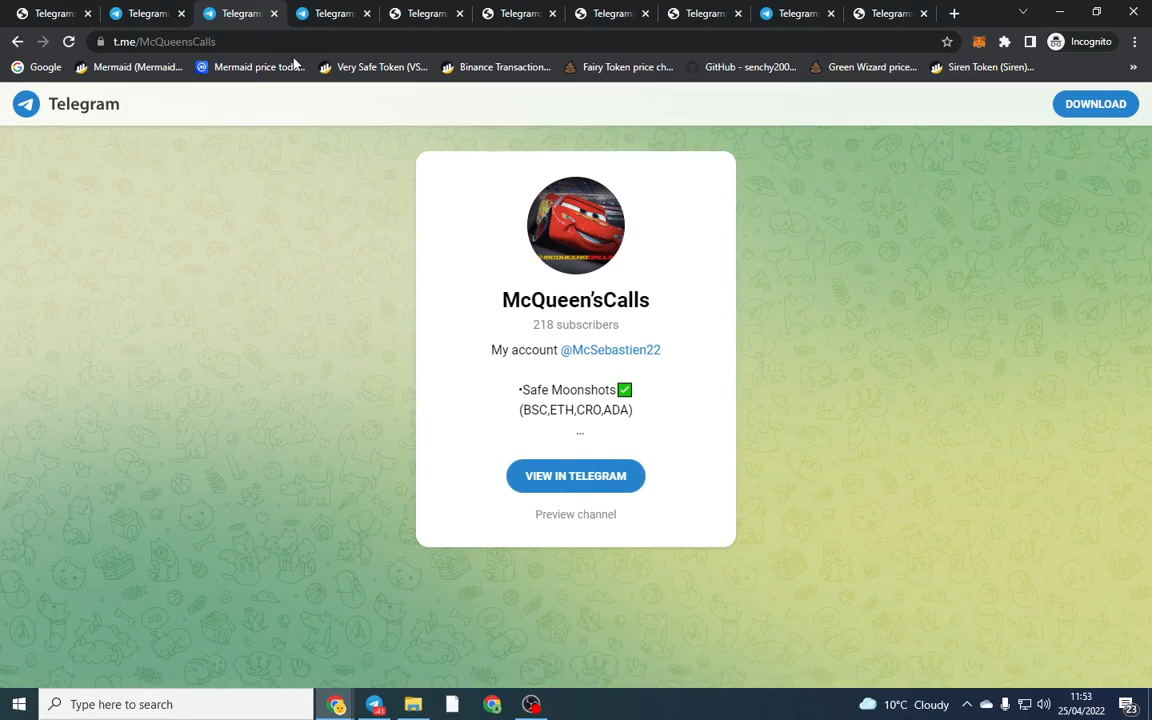 Telegram: Telegram: Telegram: Telegram: Telegram: Telegram: Telegram: Telegram: Telegram: Telegram:
t.me/McQueensCalls Incognito
Google Mermaid (Mermaid... Mermaid price tod... Very Safe Token (VS... Binance Transaction... Fairy Token price ch... GitHub - senchy200... Green Wizard price... Siren Token (Siren)... »
Telegram DOWNLOAD
McQueen'sCalls
218 subscribers
My account @McSebastien22
•Safe Moonshots✅
(BSC,ETH,CRO,ADA)
...
VIEW IN TELEGRAM
Preview channel
Type here to search 10°C Cloudy 11:53
25/04/2022 23